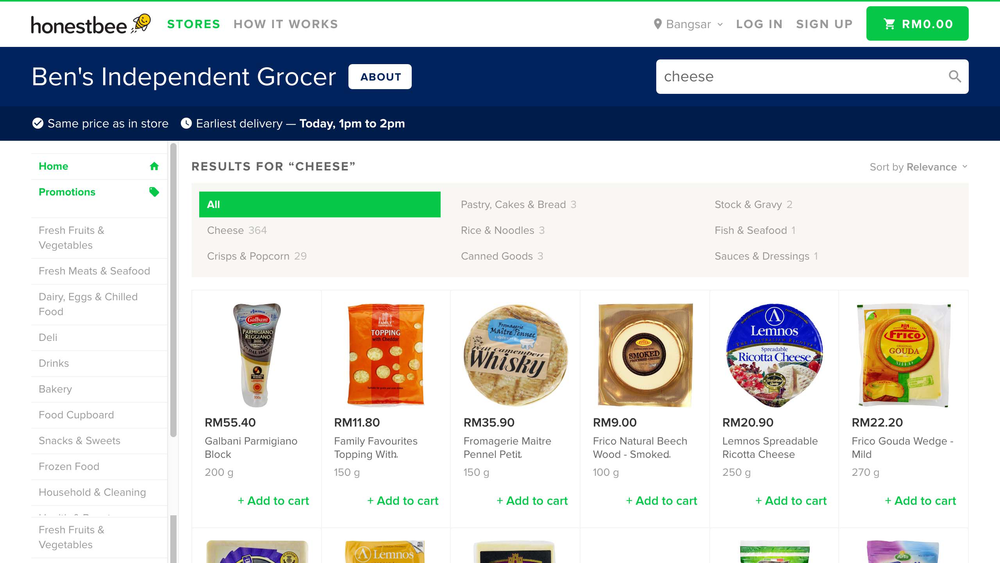 honestbee
STORES
HOW IT WORKS
Bangsar
LOG IN
SIGN UP
RM0.00
Ben's Independent Grocer
ABOUT
cheese
Same price as in store
Earliest delivery — Today, 1pm to 2pm
Home
Promotions
Fresh Fruits &
Vegetables
Fresh Meats & Seafood
Dairy, Eggs & Chilled
Food
Deli
Drinks
Bakery
Food Cupboard
Snacks & Sweets
Frozen Food
Household & Cleaning
Fresh Fruits &
Vegetables
RESULTS FOR “CHEESE”
Sort by Relevance
All
Pastry, Cakes & Bread 3
Stock & Gravy 2
Cheese 364
Rice & Noodles 3
Fish & Seafood 1
Crisps & Popcorn 29
Canned Goods 3
Sauces & Dressings 1
Galbani
PARMIGIANO
REGGIANO
TOPPING
with Cheddar
Fromagerie
Maître Pennec
Petit Camembert
Whisky
SMOKED
Lemnos
Spreadable
Ricotta Cheese
Frico
GOUDA
RM55.40
Galbani Parmigiano
Block
200 g
+ Add to cart
RM11.80
Family Favourites
Topping With.
150 g
+ Add to cart
RM35.90
Fromagerie Maitre
Pennel Petit.
150 g
+ Add to cart
RM9.00
Frico Natural Beech
Wood - Smoked.
100 g
+ Add to cart
RM20.90
Lemnos Spreadable
Ricotta Cheese
250 g
+ Add to cart
RM22.20
Frico Gouda Wedge -
Mild
270 g
+ Add to cart
Lemnos